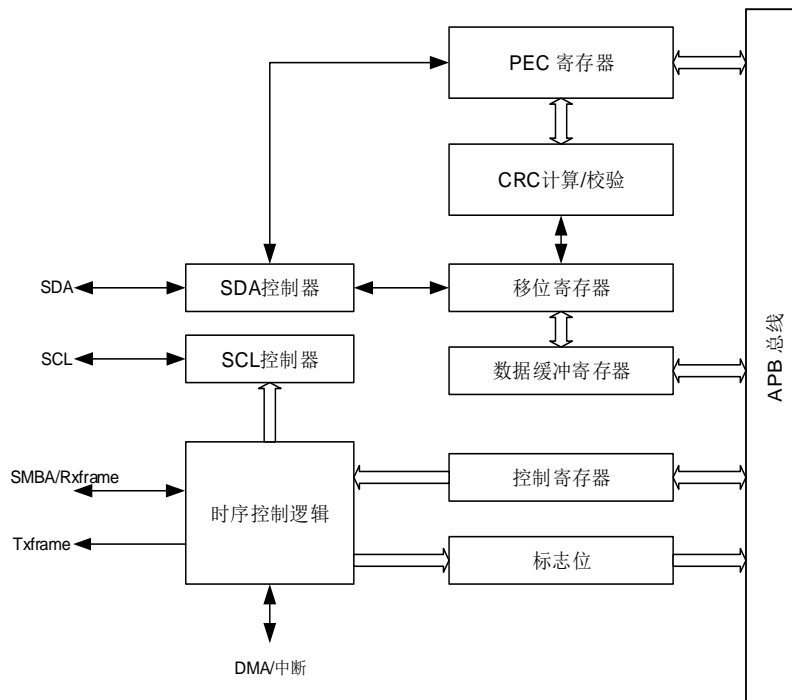 PEC 寄存器
CRC计算/校验
SDA
SDA控制器
移位寄存器
SCL
SCL控制器
数据缓冲寄存器
APB 总线
SMBA/Rxframe
时序控制逻辑
控制寄存器
Txframe
标志位
DMA/中断